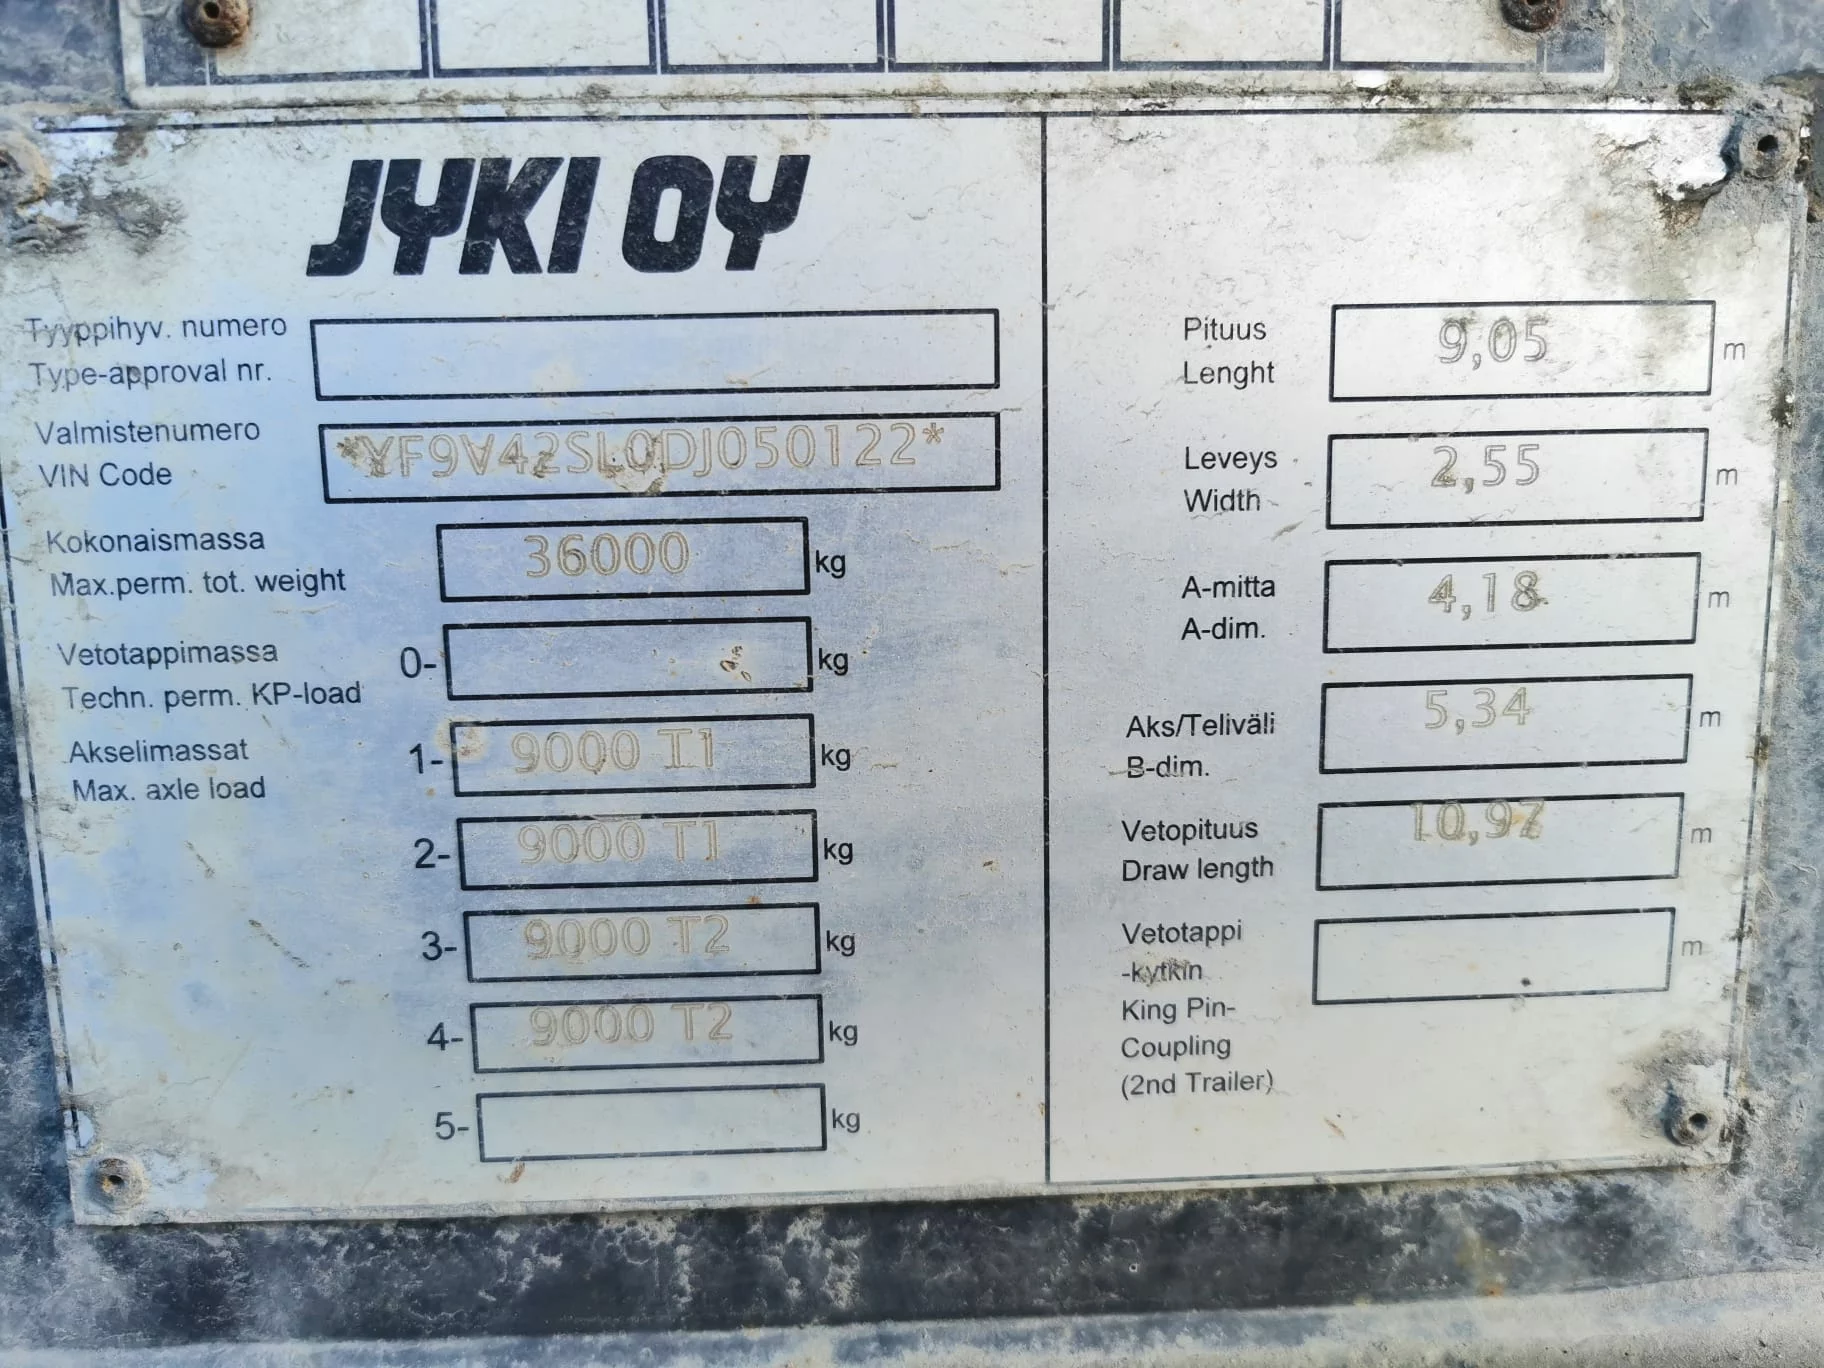 JYKI OY
Tyyppihyv. numero
Type-approval nr.
Valmistenumero
VIN Code
*YF9V42SL0DJ050122*
Kokonaismassa
Max.perm. tot. weight
36000 kg
Vetotappimassa
Techn. perm. KP-load
0- kg
Akselimassat
Max. axle load
1- 9000 T1 kg
2- 9000 T1 kg
3- 9000 T2 kg
4- 9000 T2 kg
5- kg
Pituus
Lenght
9,05 m
Leveys
Width
2,55 m
A-mitta
A-dim.
4,18 m
Aks/Teliväli
B-dim.
5,34 m
Vetopituus
Draw length
10,97 m
Vetotappi
-kytkin
King Pin-
Coupling
(2nd Trailer)
m